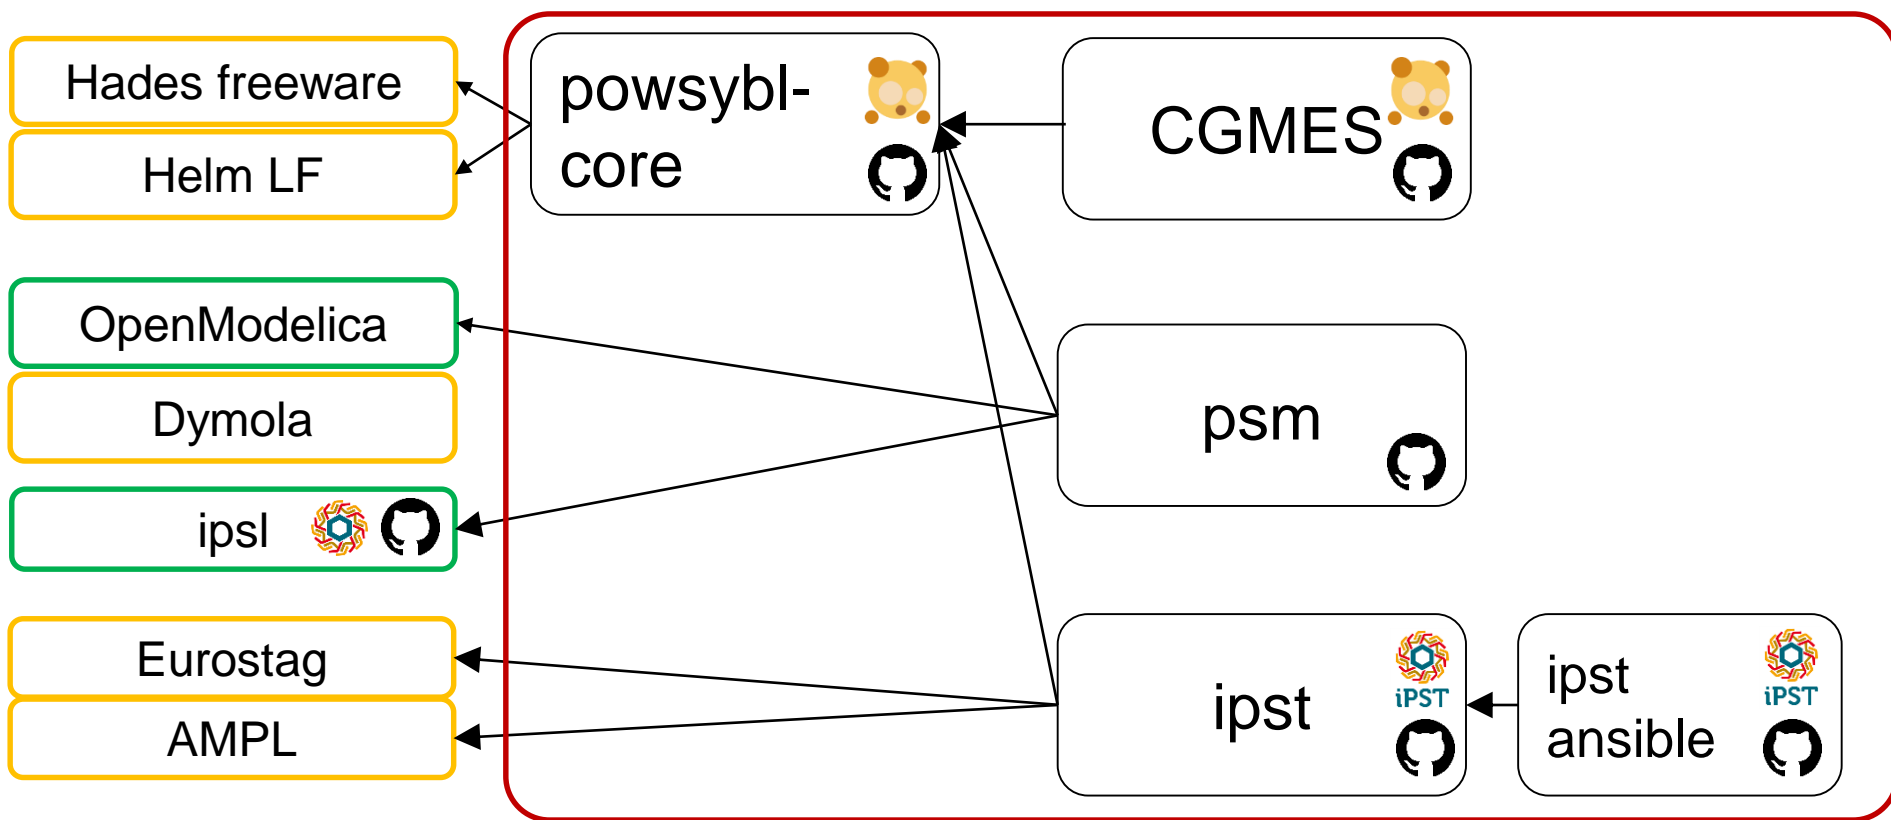 Hades freeware
Helm LF
OpenModelica
Dymola
ipsl
Eurostag
AMPL
powsybl-
core
CGMES
psm
ipst
iPST
ipst
ansible
iPST